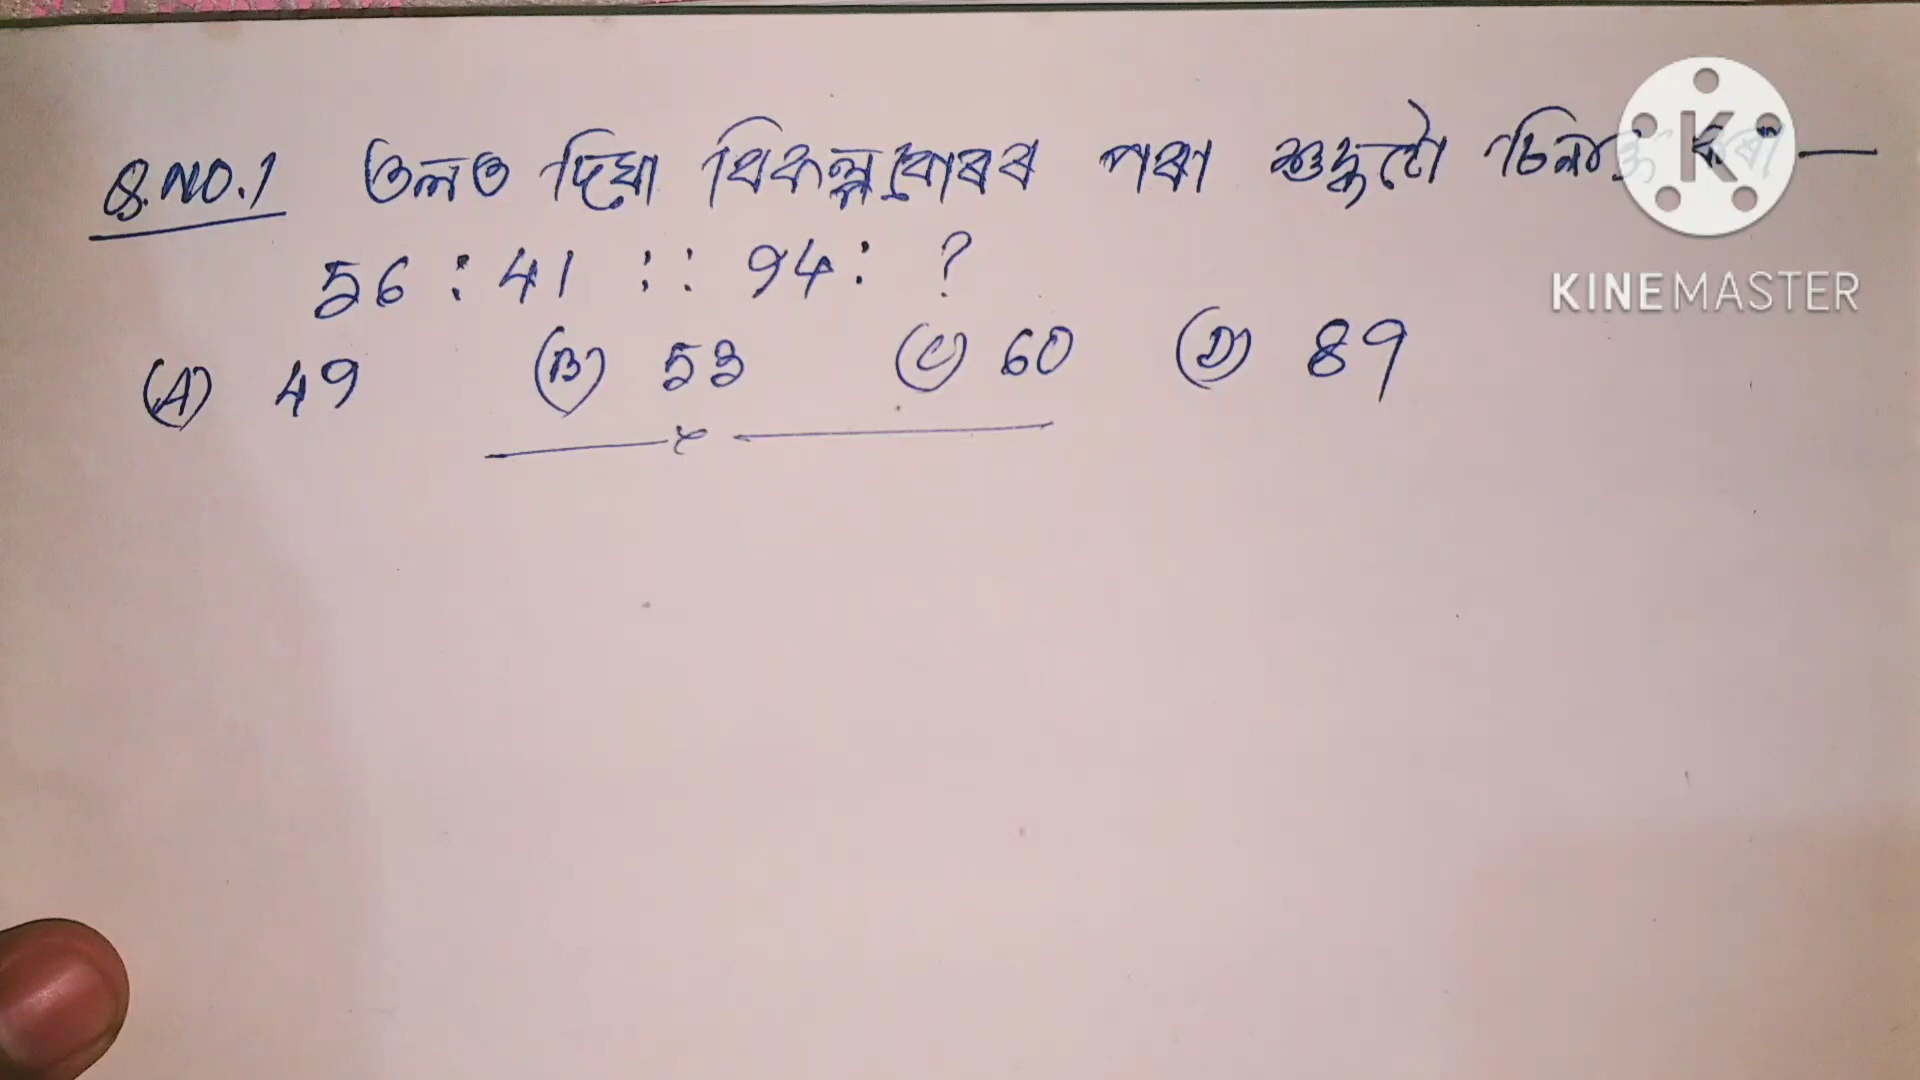 Q.NO.1 তলত দিয়া বিকল্পবোৰৰ পৰা শুদ্ধটো চিনাক্ত কৰা —
56 : 41 :: 94 : ?
(A) 49 (B) 53 (C) 60 (D) 89
K
KINEMASTER